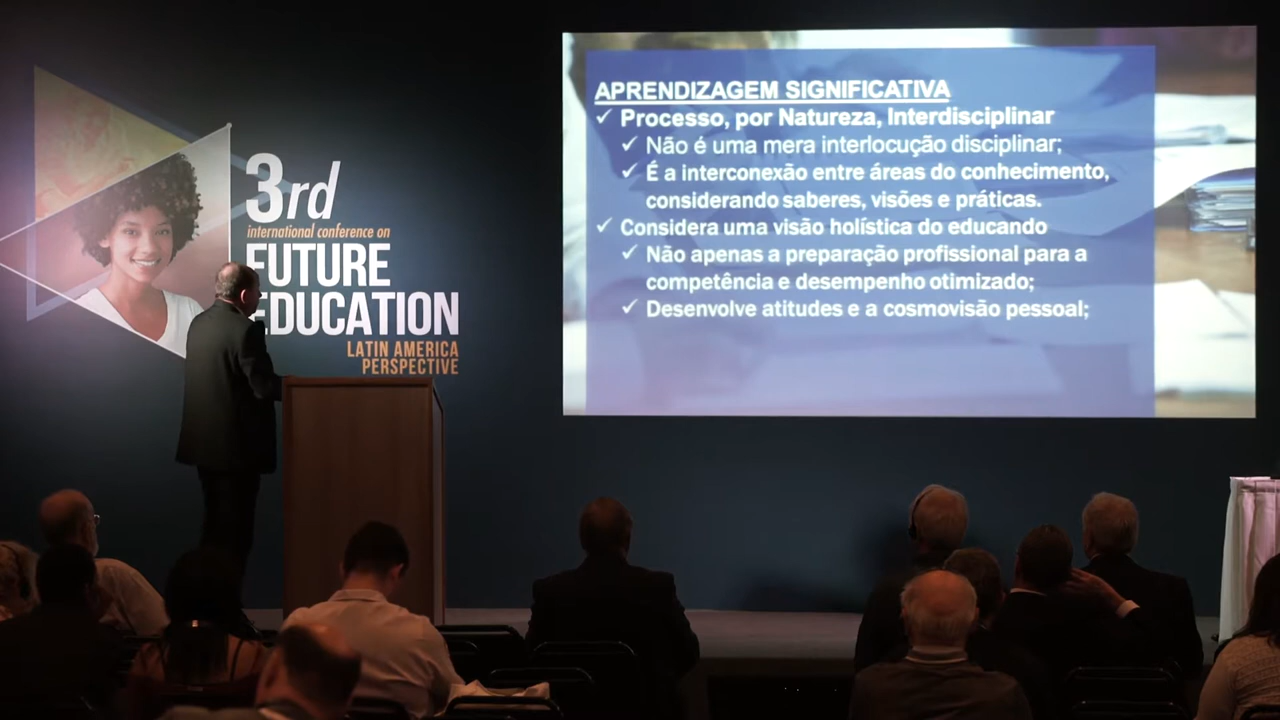 3rd
international conference on
FUTURE
EDUCATION
LATIN AMERICA
PERSPECTIVE
APRENDIZAGEM SIGNIFICATIVA
✓ Processo, por Natureza, Interdisciplinar
✓ Não é uma mera interlocução disciplinar;
✓ É a interconexão entre áreas do conhecimento,
considerando saberes, visões e práticas.
✓ Considera uma visão holística do educando
✓ Não apenas a preparação profissional para a
competência e desempenho otimizado;
✓ Desenvolve atitudes e a cosmovisão pessoal;